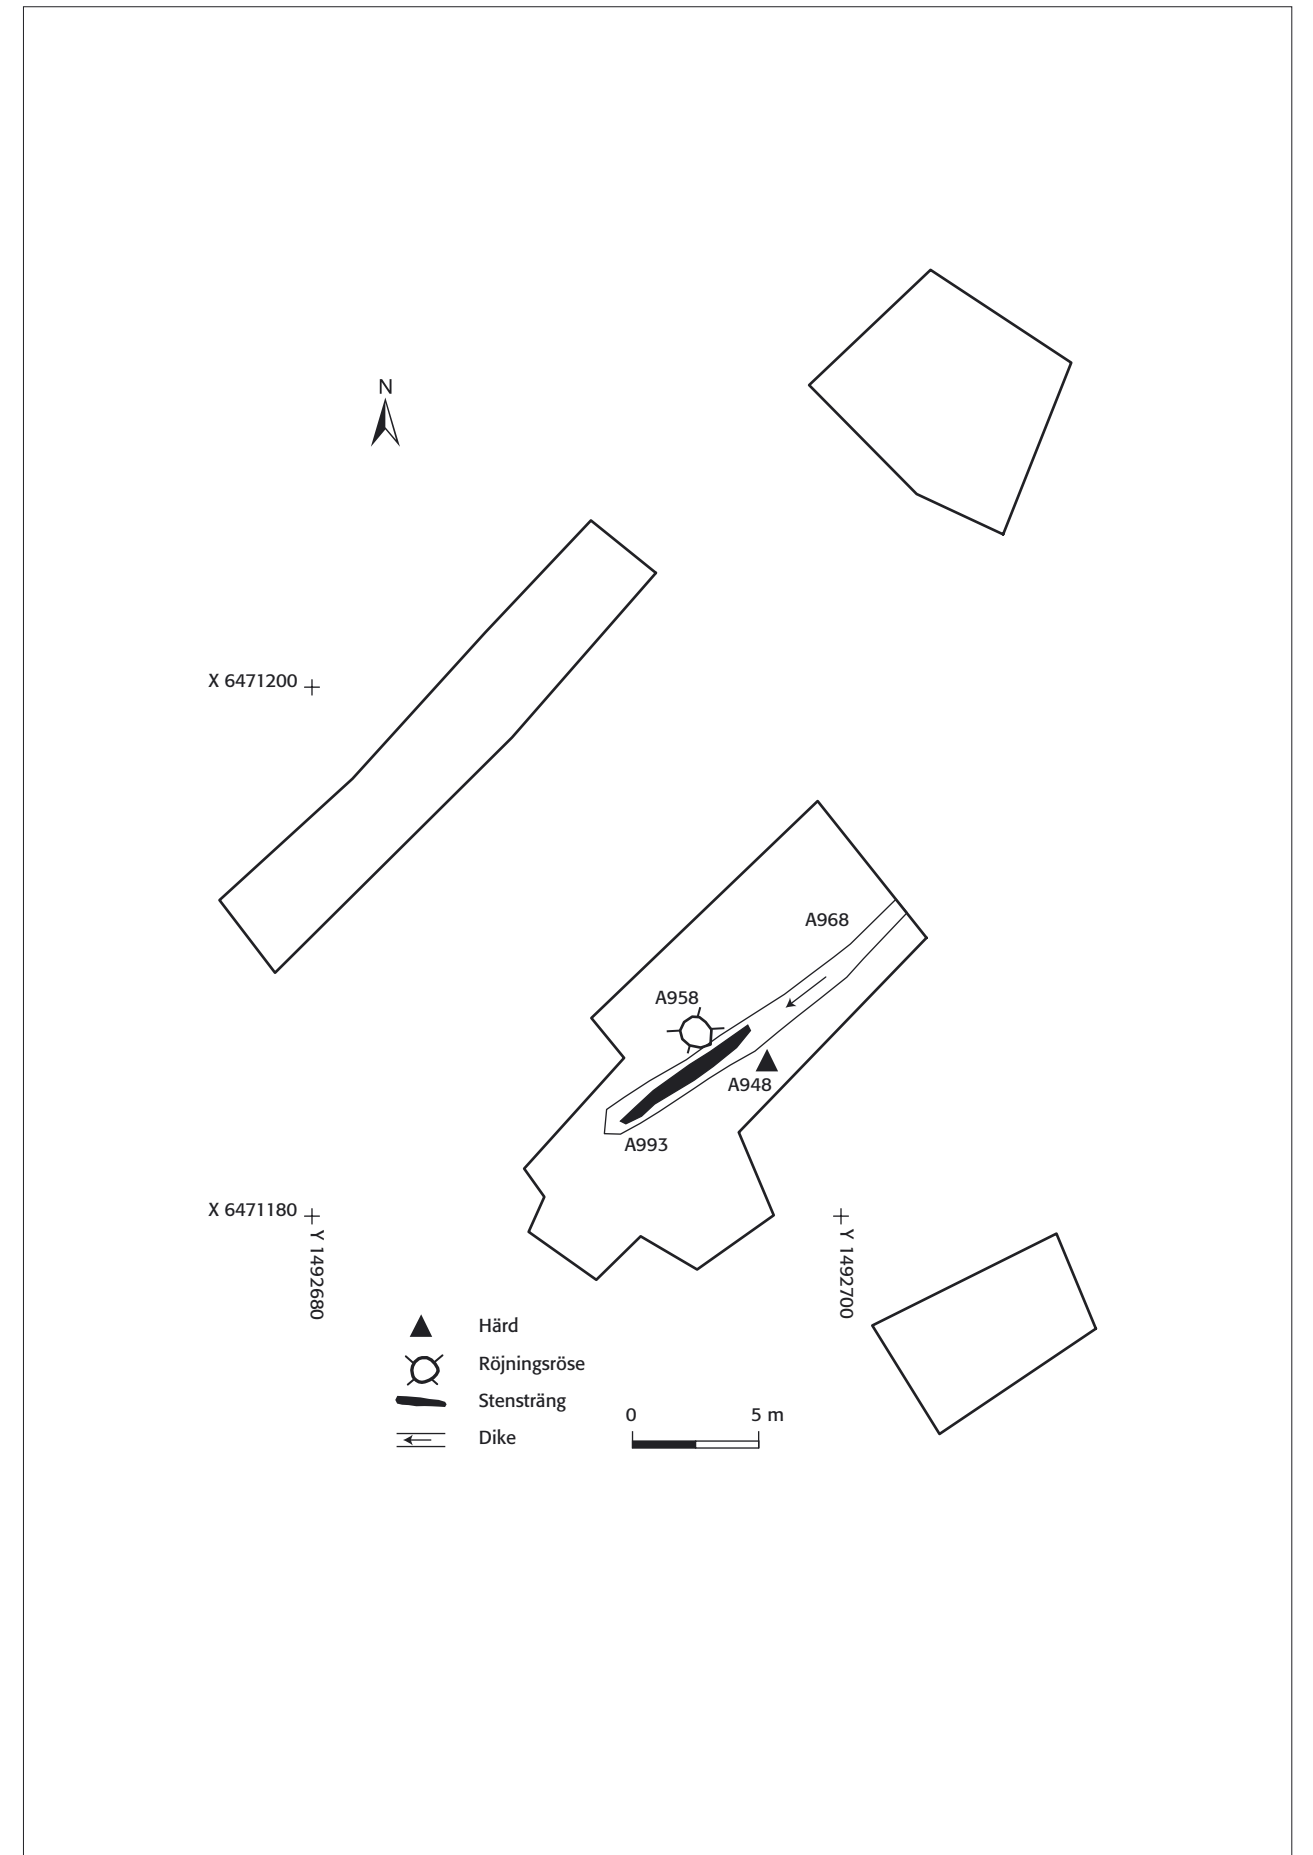 N
X 6471200
A968
A958
A948
A993
X 6471180
Y 1492680
Y 1492700
Härd
Röjningsröse
Stensträng
Dike
0 5 m